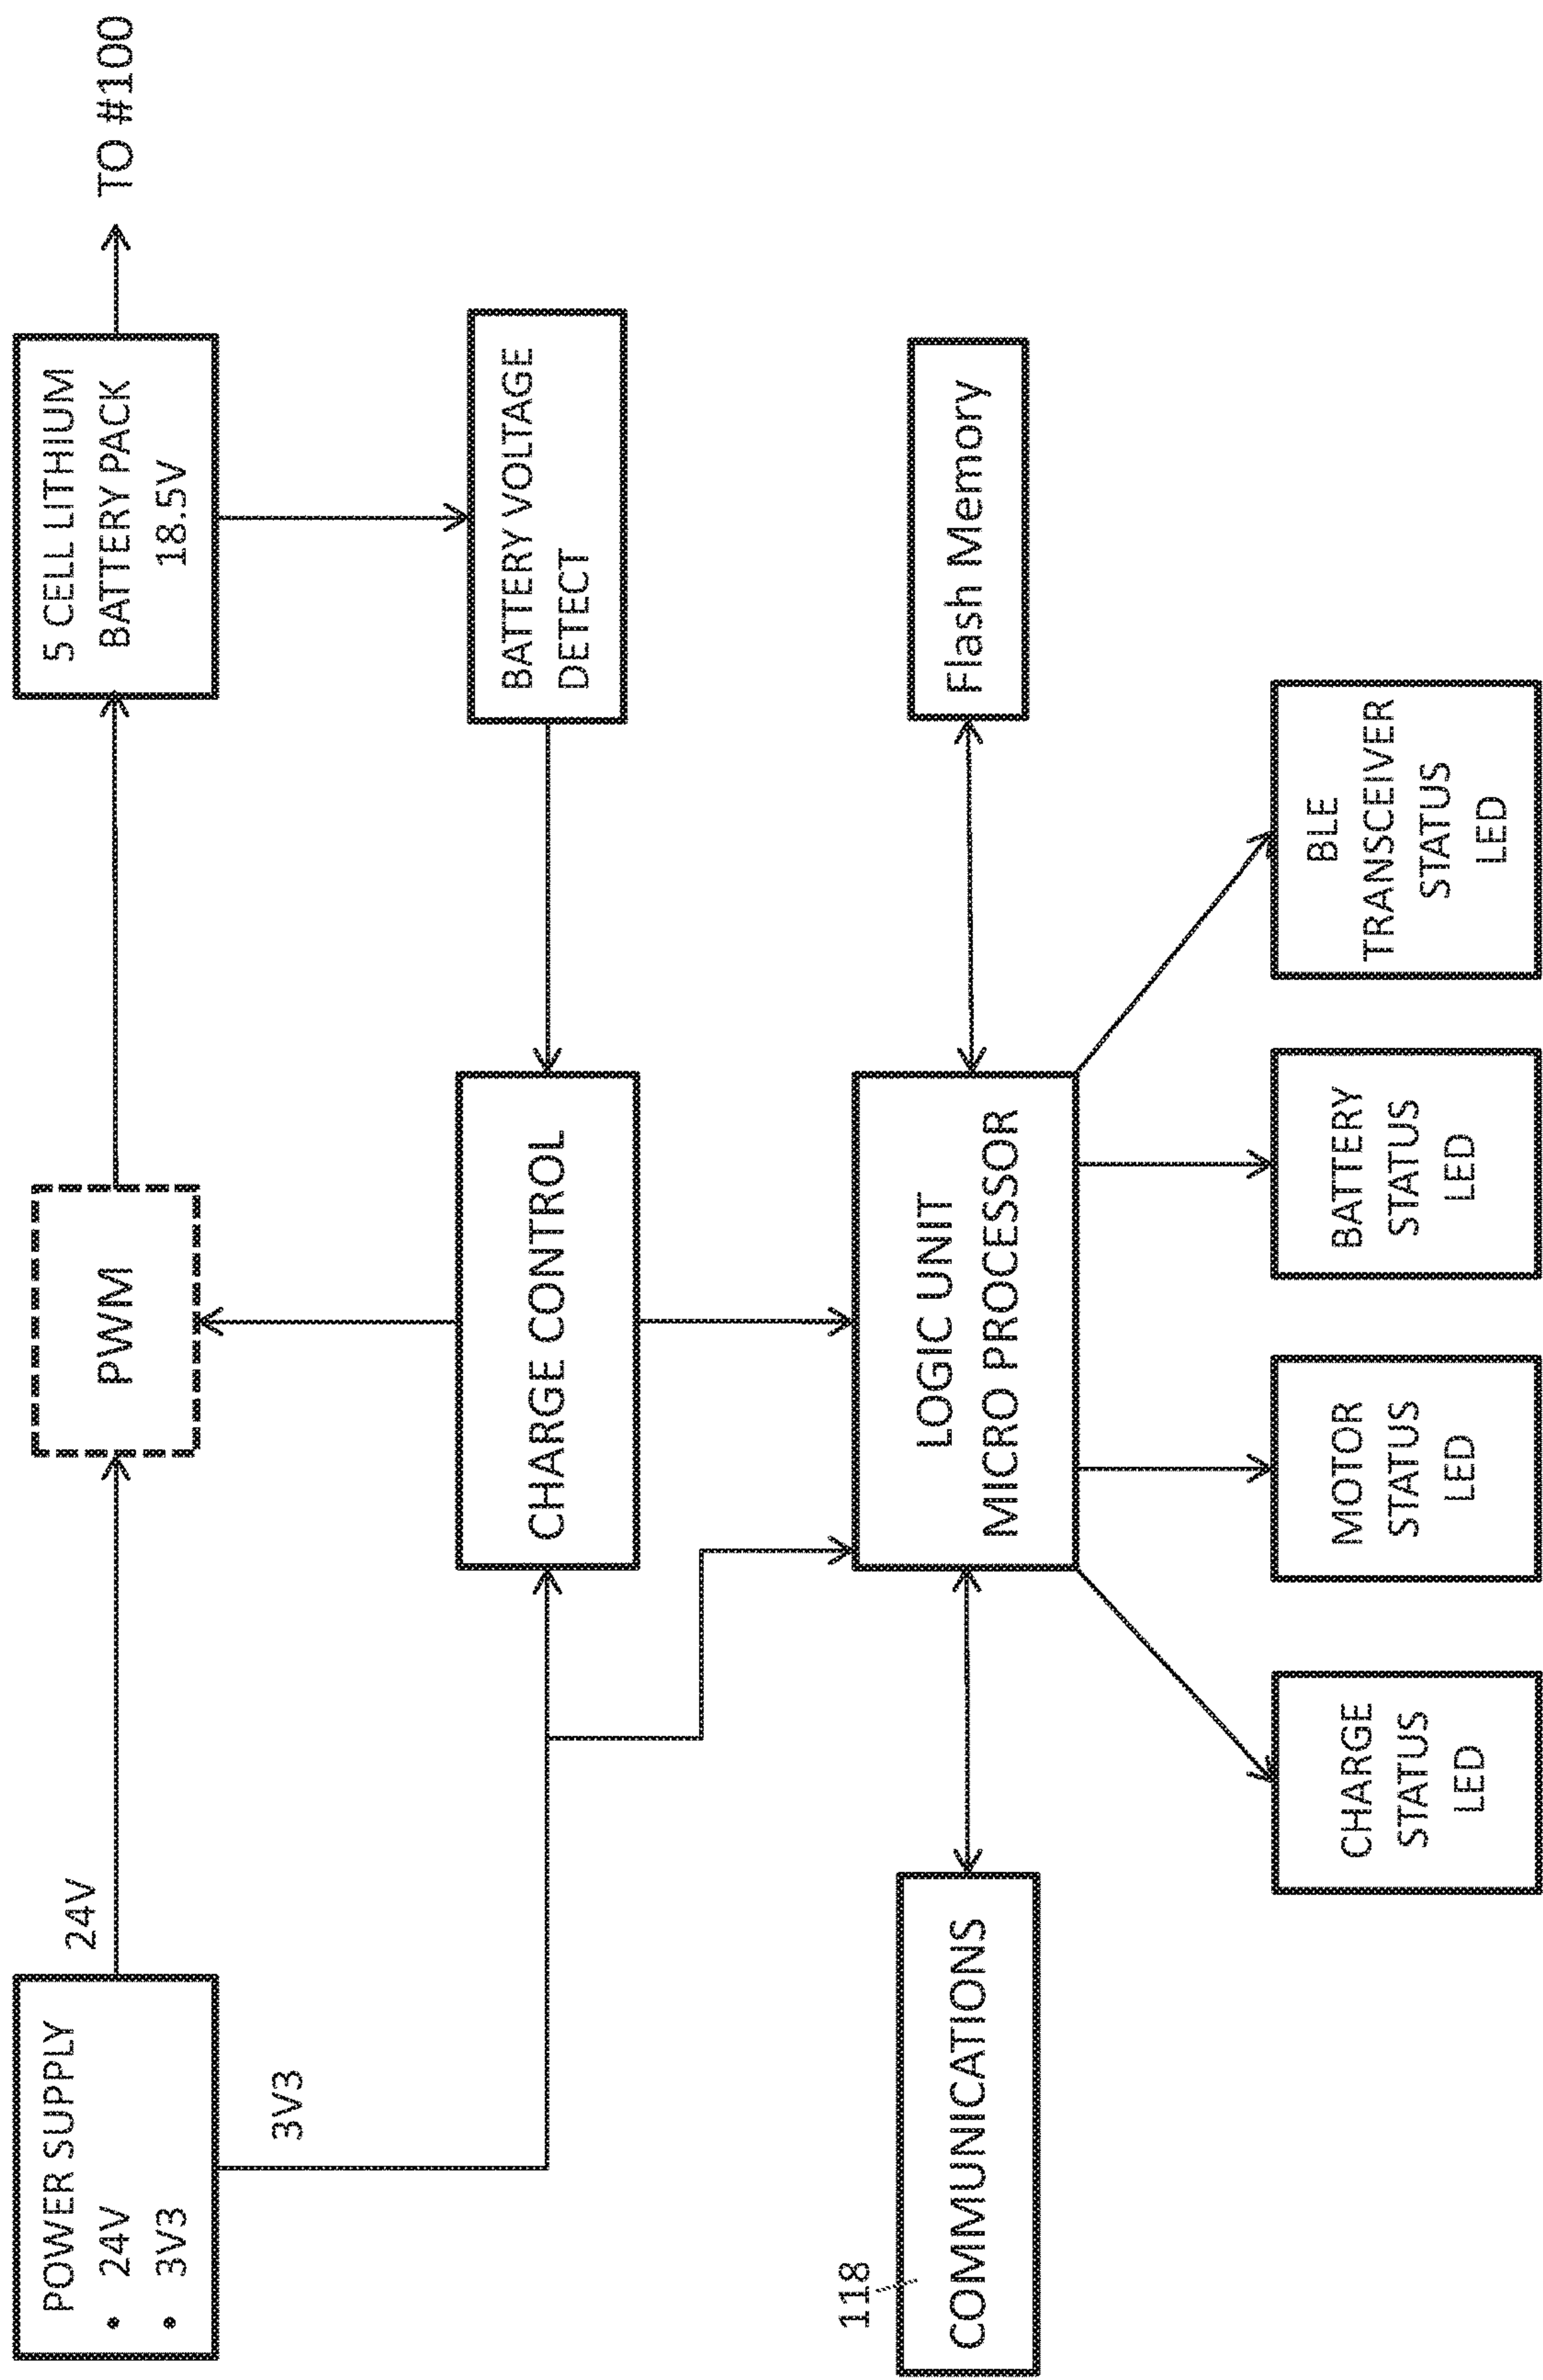 POWER SUPPLY
• 24V
• 3V3
24V
3V3
PWM
5 CELL LITHIUM
BATTERY PACK
18.5V
TO #100
CHARGE CONTROL
BATTERY VOLTAGE
DETECT
118
COMMUNICATIONS
LOGIC UNIT
MICRO PROCESSOR
Flash Memory
CHARGE
STATUS
LED
MOTOR
STATUS
LED
BATTERY
STATUS
LED
BLE
TRANSCEIVER
STATUS
LED